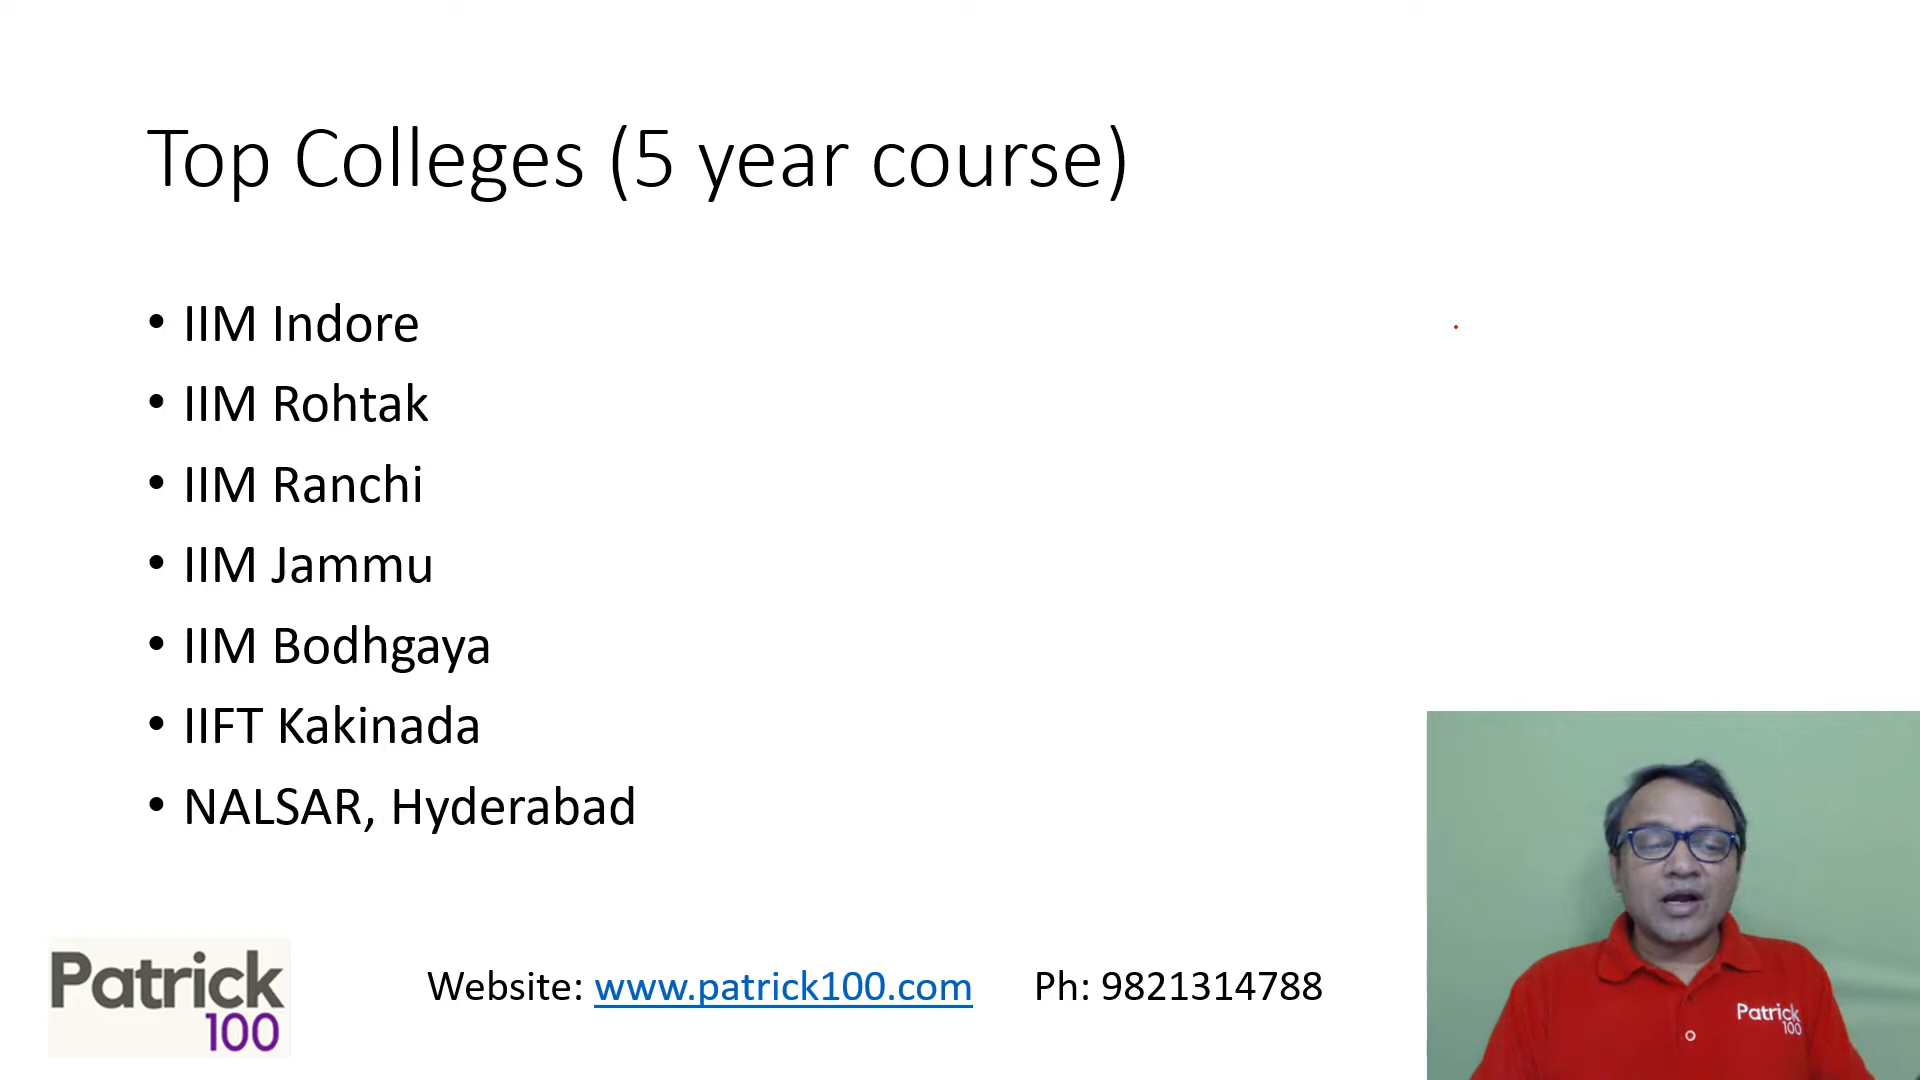 Top Colleges (5 year course)
• IIM Indore
• IIM Rohtak
• IIM Ranchi
• IIM Jammu
• IIM Bodhgaya
• IIFT Kakinada
• NALSAR, Hyderabad
Patrick
100
Website: www.patrick100.com Ph: 9821314788
Patrick
100